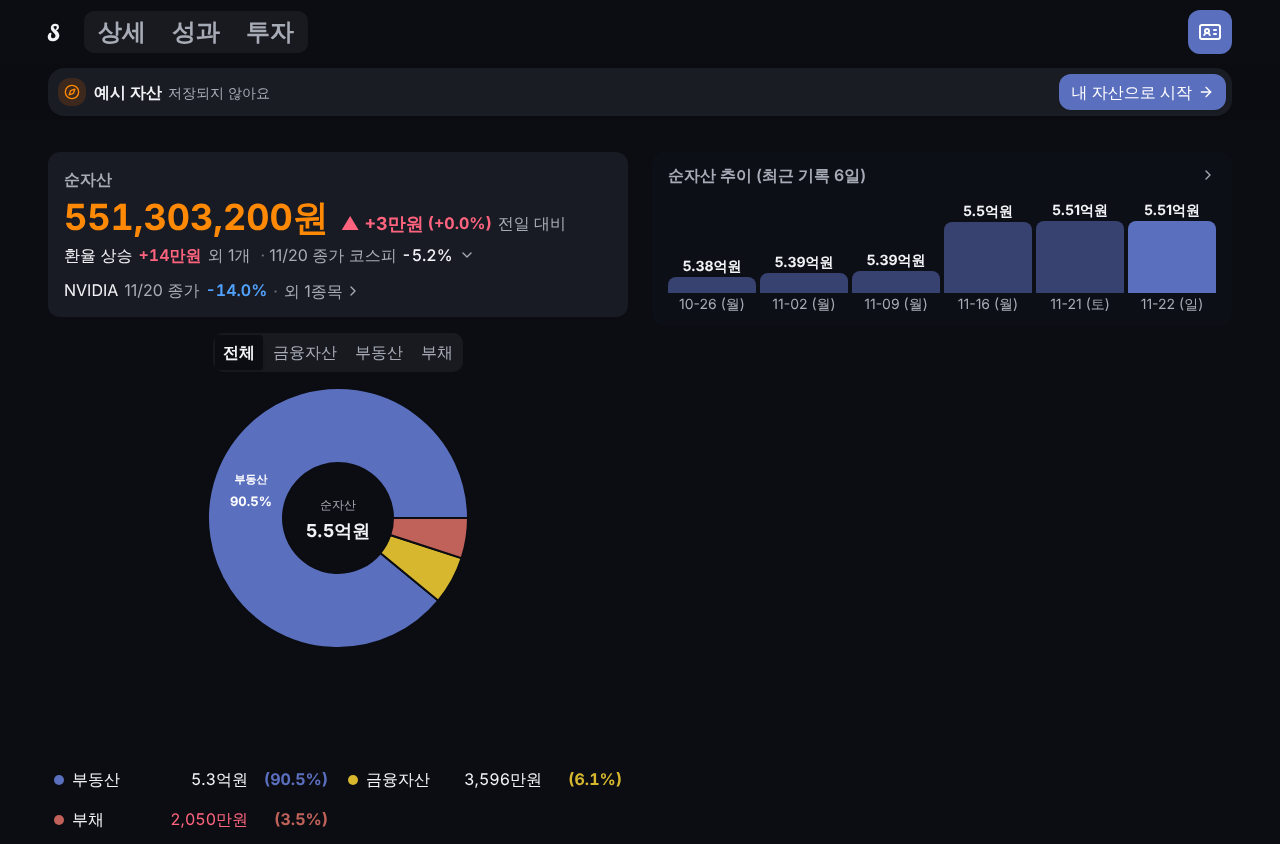 S
상세 성과 투자
예시 자산 저장되지 않아요
내 자산으로 시작 →
순자산
551,303,200원 ▲ +3만원 (+0.0%) 전일 대비
환율 상승 +14만원 외 1개 · 11/20 종가 코스피 -5.2%
NVIDIA 11/20 종가 -14.0% · 외 1종목
순자산 추이 (최근 기록 6일)
5.38억원 5.39억원 5.39억원 5.5억원 5.51억원 5.51억원
10-26 (월) 11-02 (월) 11-09 (월) 11-16 (월) 11-21 (토) 11-22 (일)
전체 금융자산 부동산 부채
부동산
90.5%
순자산
5.5억원
부동산 5.3억원 (90.5%) 금융자산 3,596만원 (6.1%)
부채 2,050만원 (3.5%)